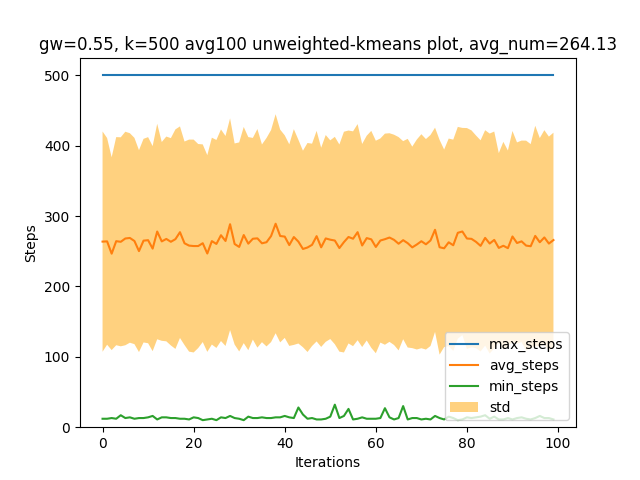 gw=0.55, k=500 avg100 unweighted-kmeans plot, avg_num=264.13
500
400
300
200
100
0
Steps
0 20 40 60 80 100
Iterations
max_steps
avg_steps
min_steps
std